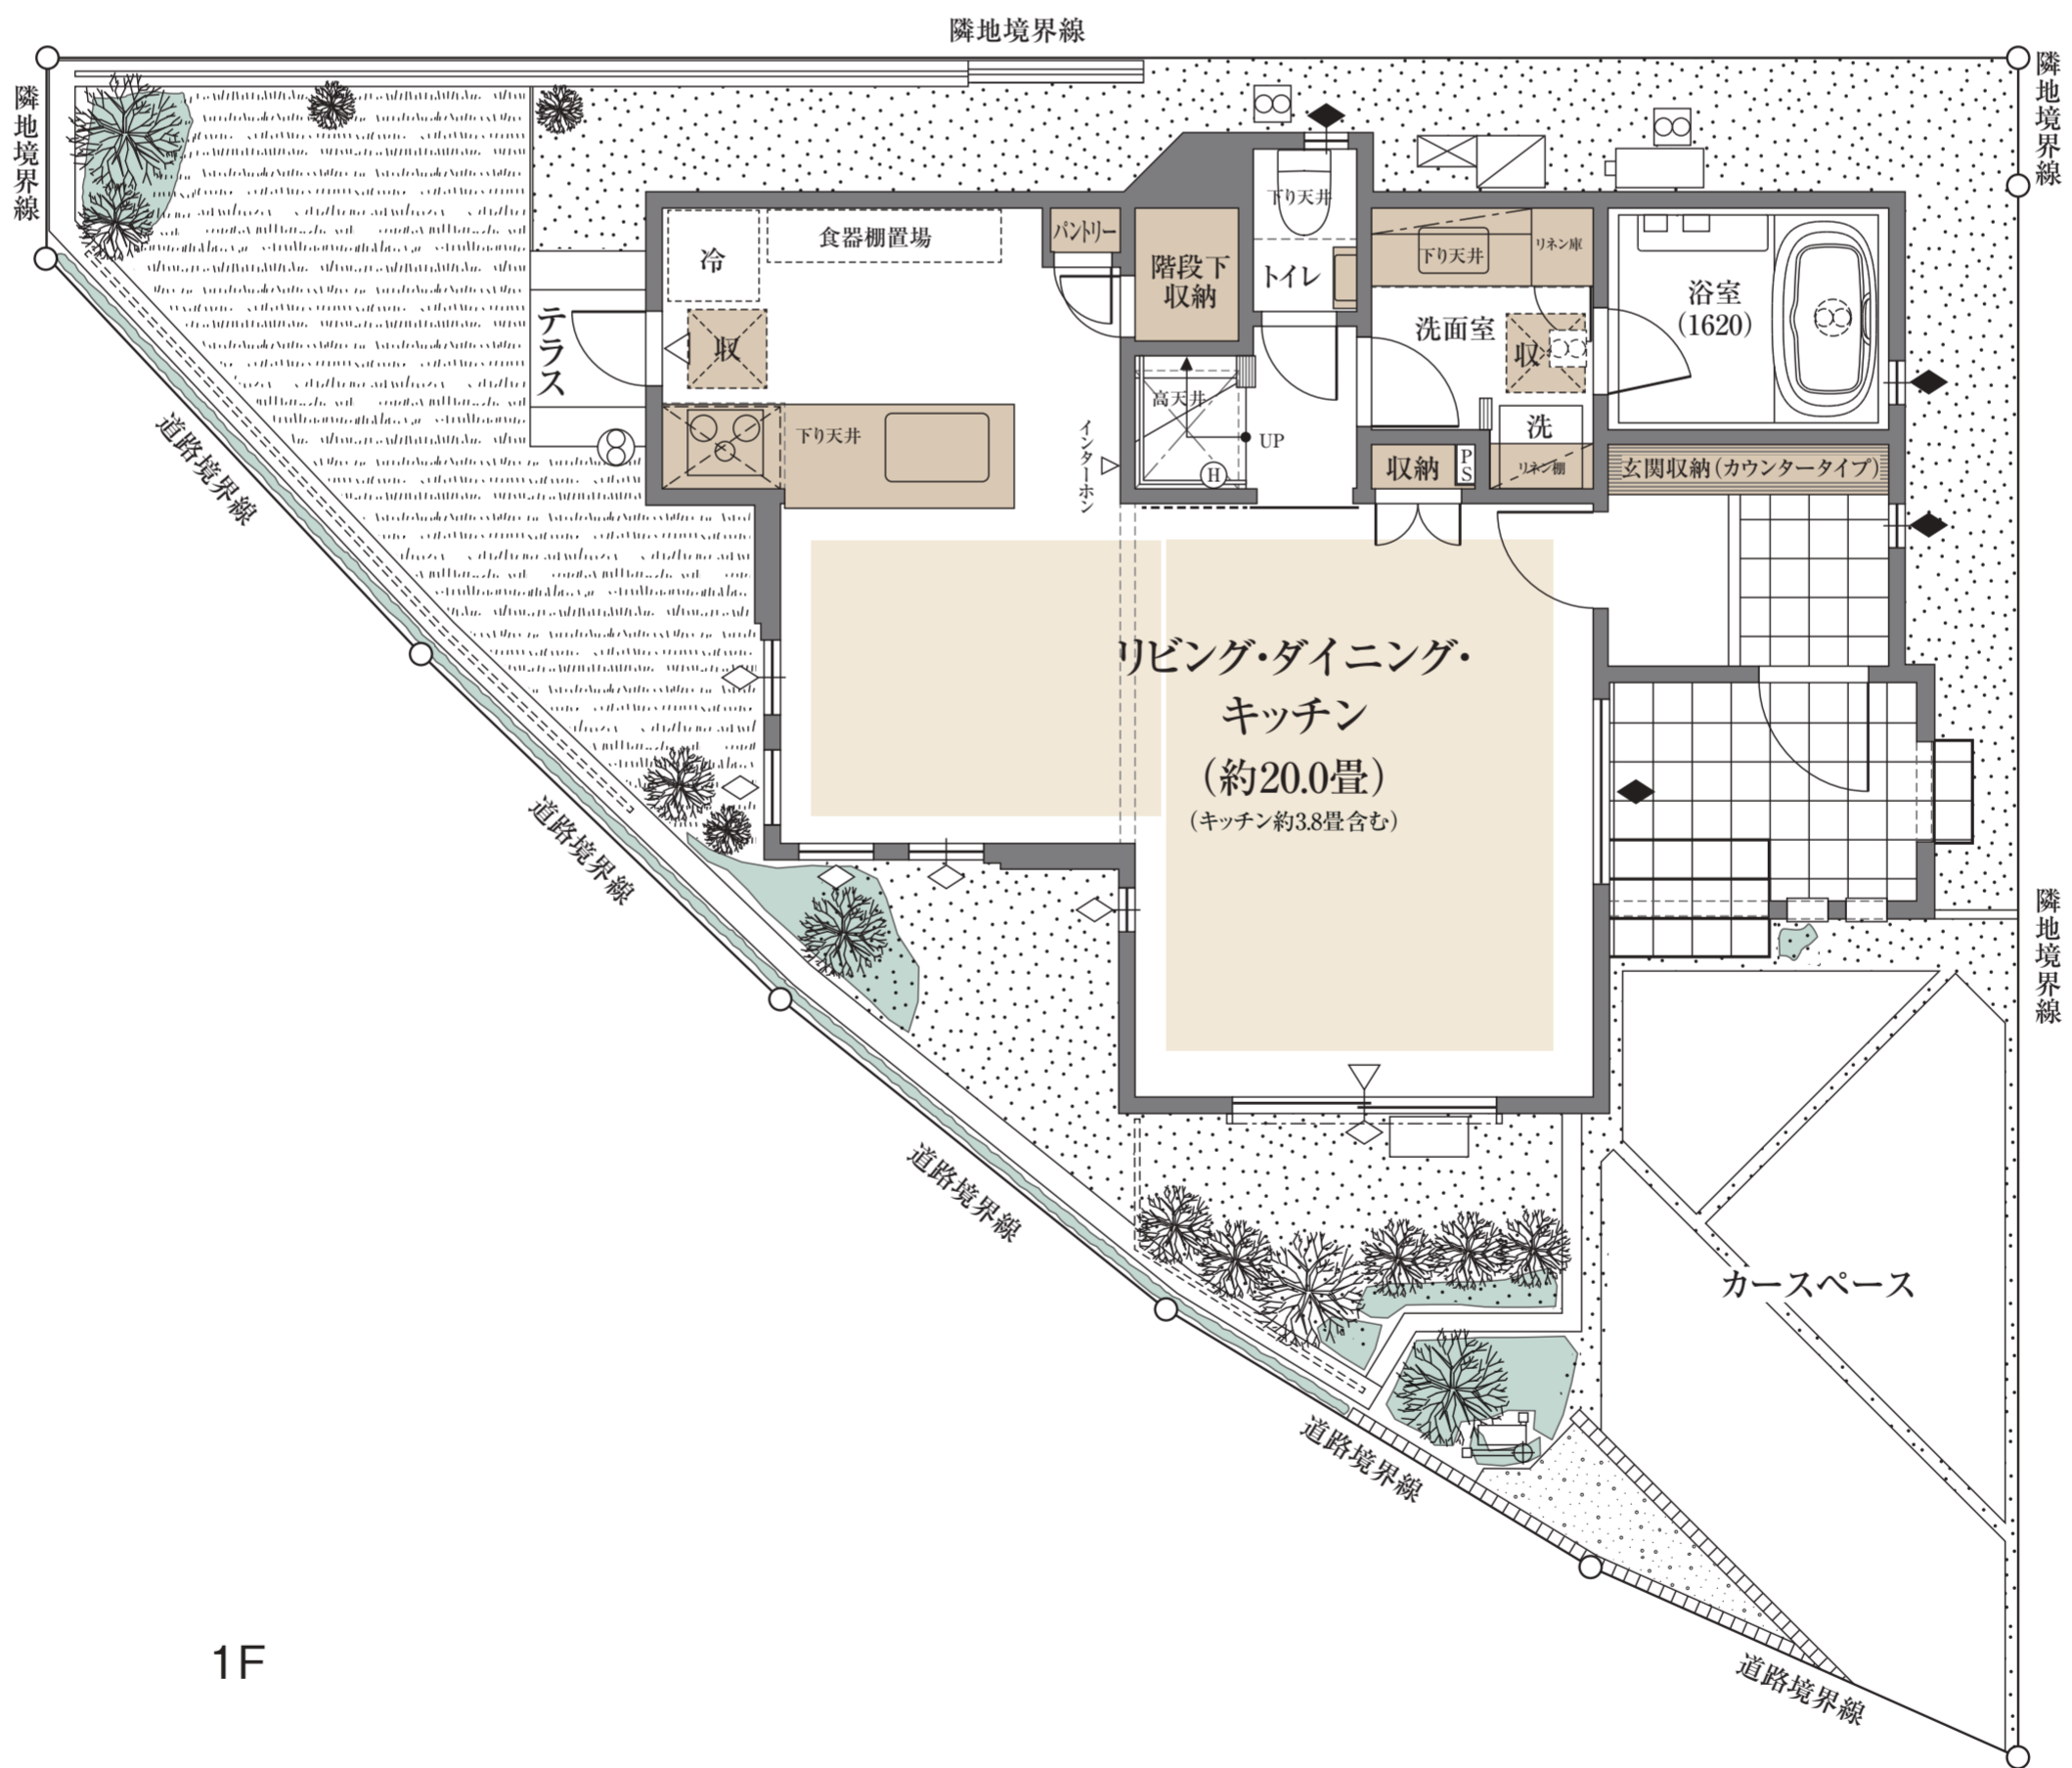 隣地境界線
隣地境界線
隣地境界線
下り天井
冷
食器棚置場
パントリー
階段下
収納
トイレ
下り天井
リネン庫
浴室
(1620)
テラス
収
洗面室
収
下り天井
高天井
インターホン
UP
H
洗
収納
PS
リネン棚
玄関収納(カウンタータイプ)
道路境界線
リビング・ダイニング・
キッチン
(約20.0畳)
(キッチン約3.8畳含む)
道路境界線
隣地境界線
道路境界線
カースペース
道路境界線
道路境界線
1F